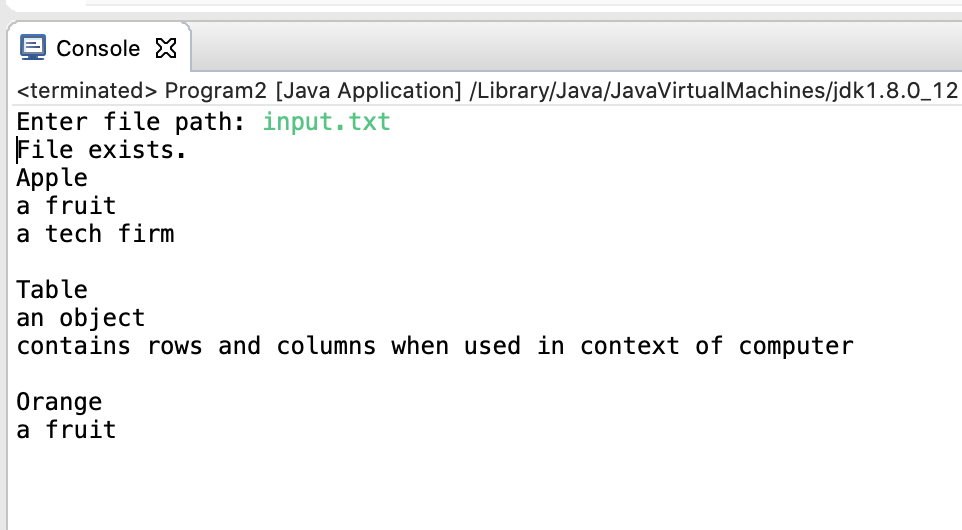 Console
<terminated> Program2 [Java Application] /Library/Java/JavaVirtualMachines/jdk1.8.0_12
Enter file path: input.txt
File exists.
Apple
a fruit
a tech firm
Table
an object
contains rows and columns when used in context of computer
Orange
a fruit